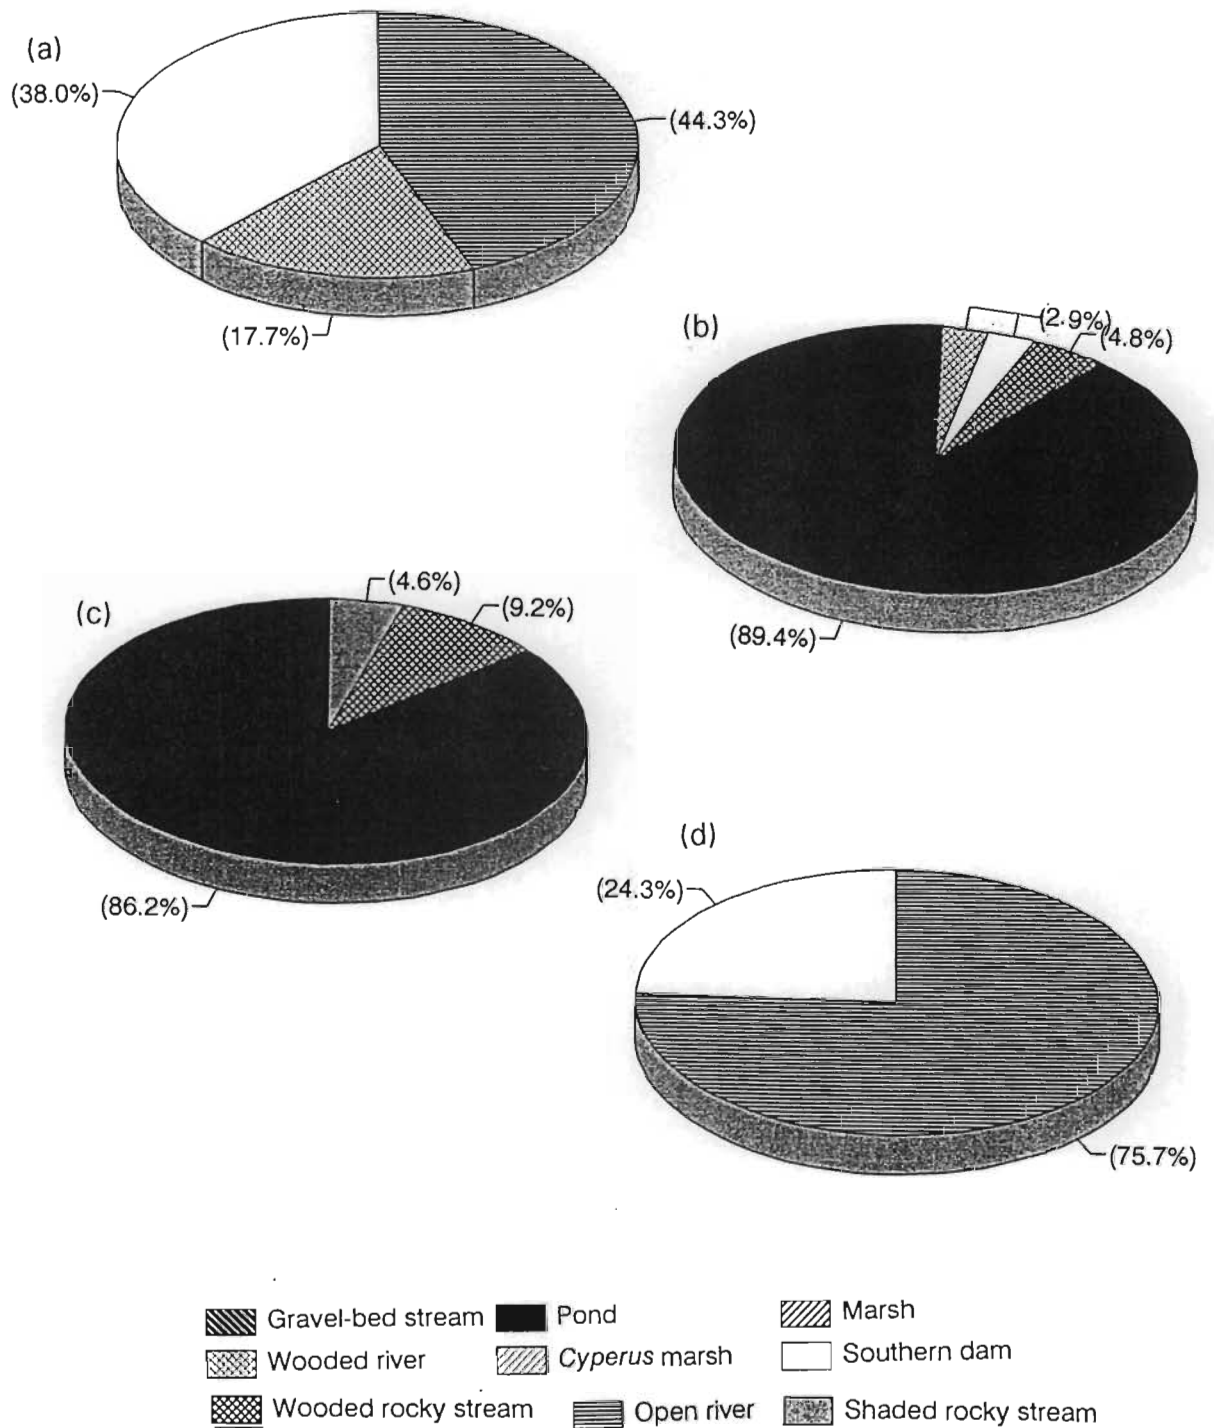 (a)
(38.0%)
(44.3%)
(17.7%)
(b)
(2.9%)
(4.8%)
(89.4%)
(c)
(4.6%)
(9.2%)
(86.2%)
(d)
(24.3%)
(75.7%)
Gravel-bed stream Pond Marsh
Wooded river Cyperus marsh Southern dam
Wooded rocky stream Open river Shaded rocky stream